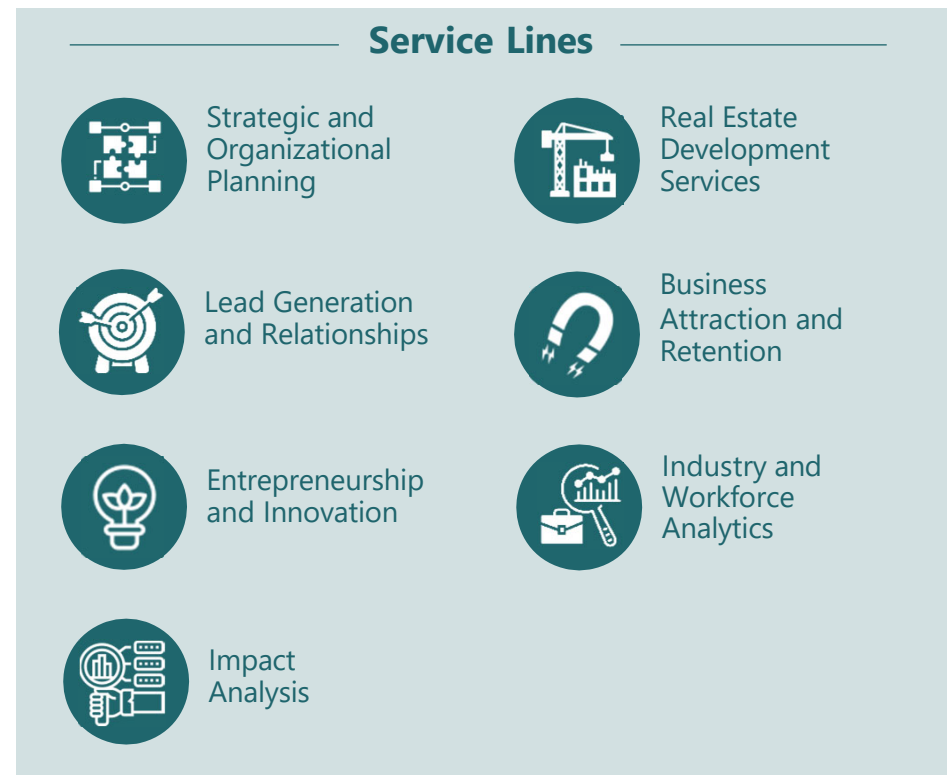 Service Lines
Strategic and
Organizational
Planning
Real Estate
Development
Services
Lead Generation
and Relationships
Business
Attraction and
Retention
Entrepreneurship
and Innovation
Industry and
Workforce
Analytics
Impact
Analysis